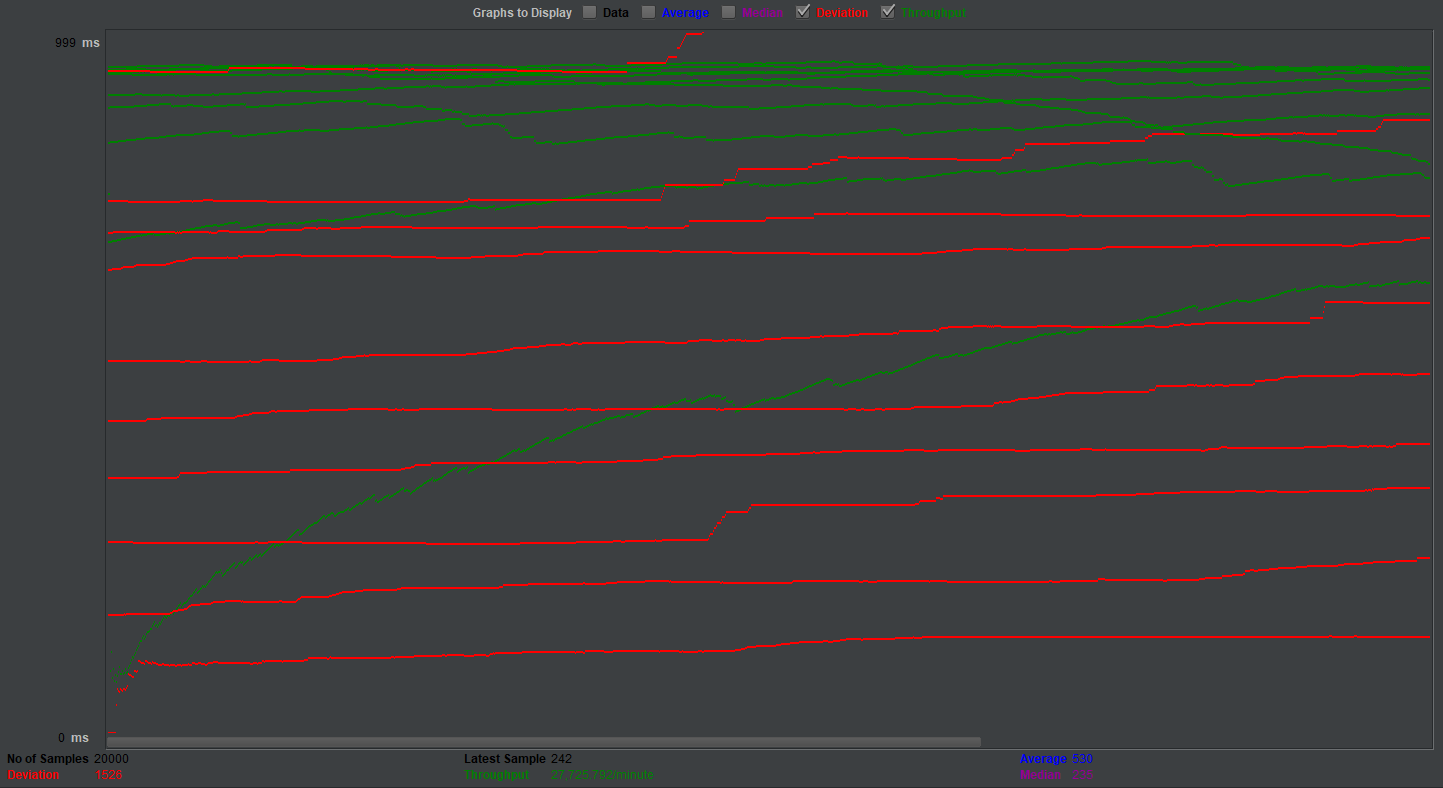 Graphs to Display Data Average Median Deviation Throughput
999 ms
0 ms
No of Samples 20000 Latest Sample 242 Average 530
Deviation 1526 Throughput 27,725.792/minute Median 235